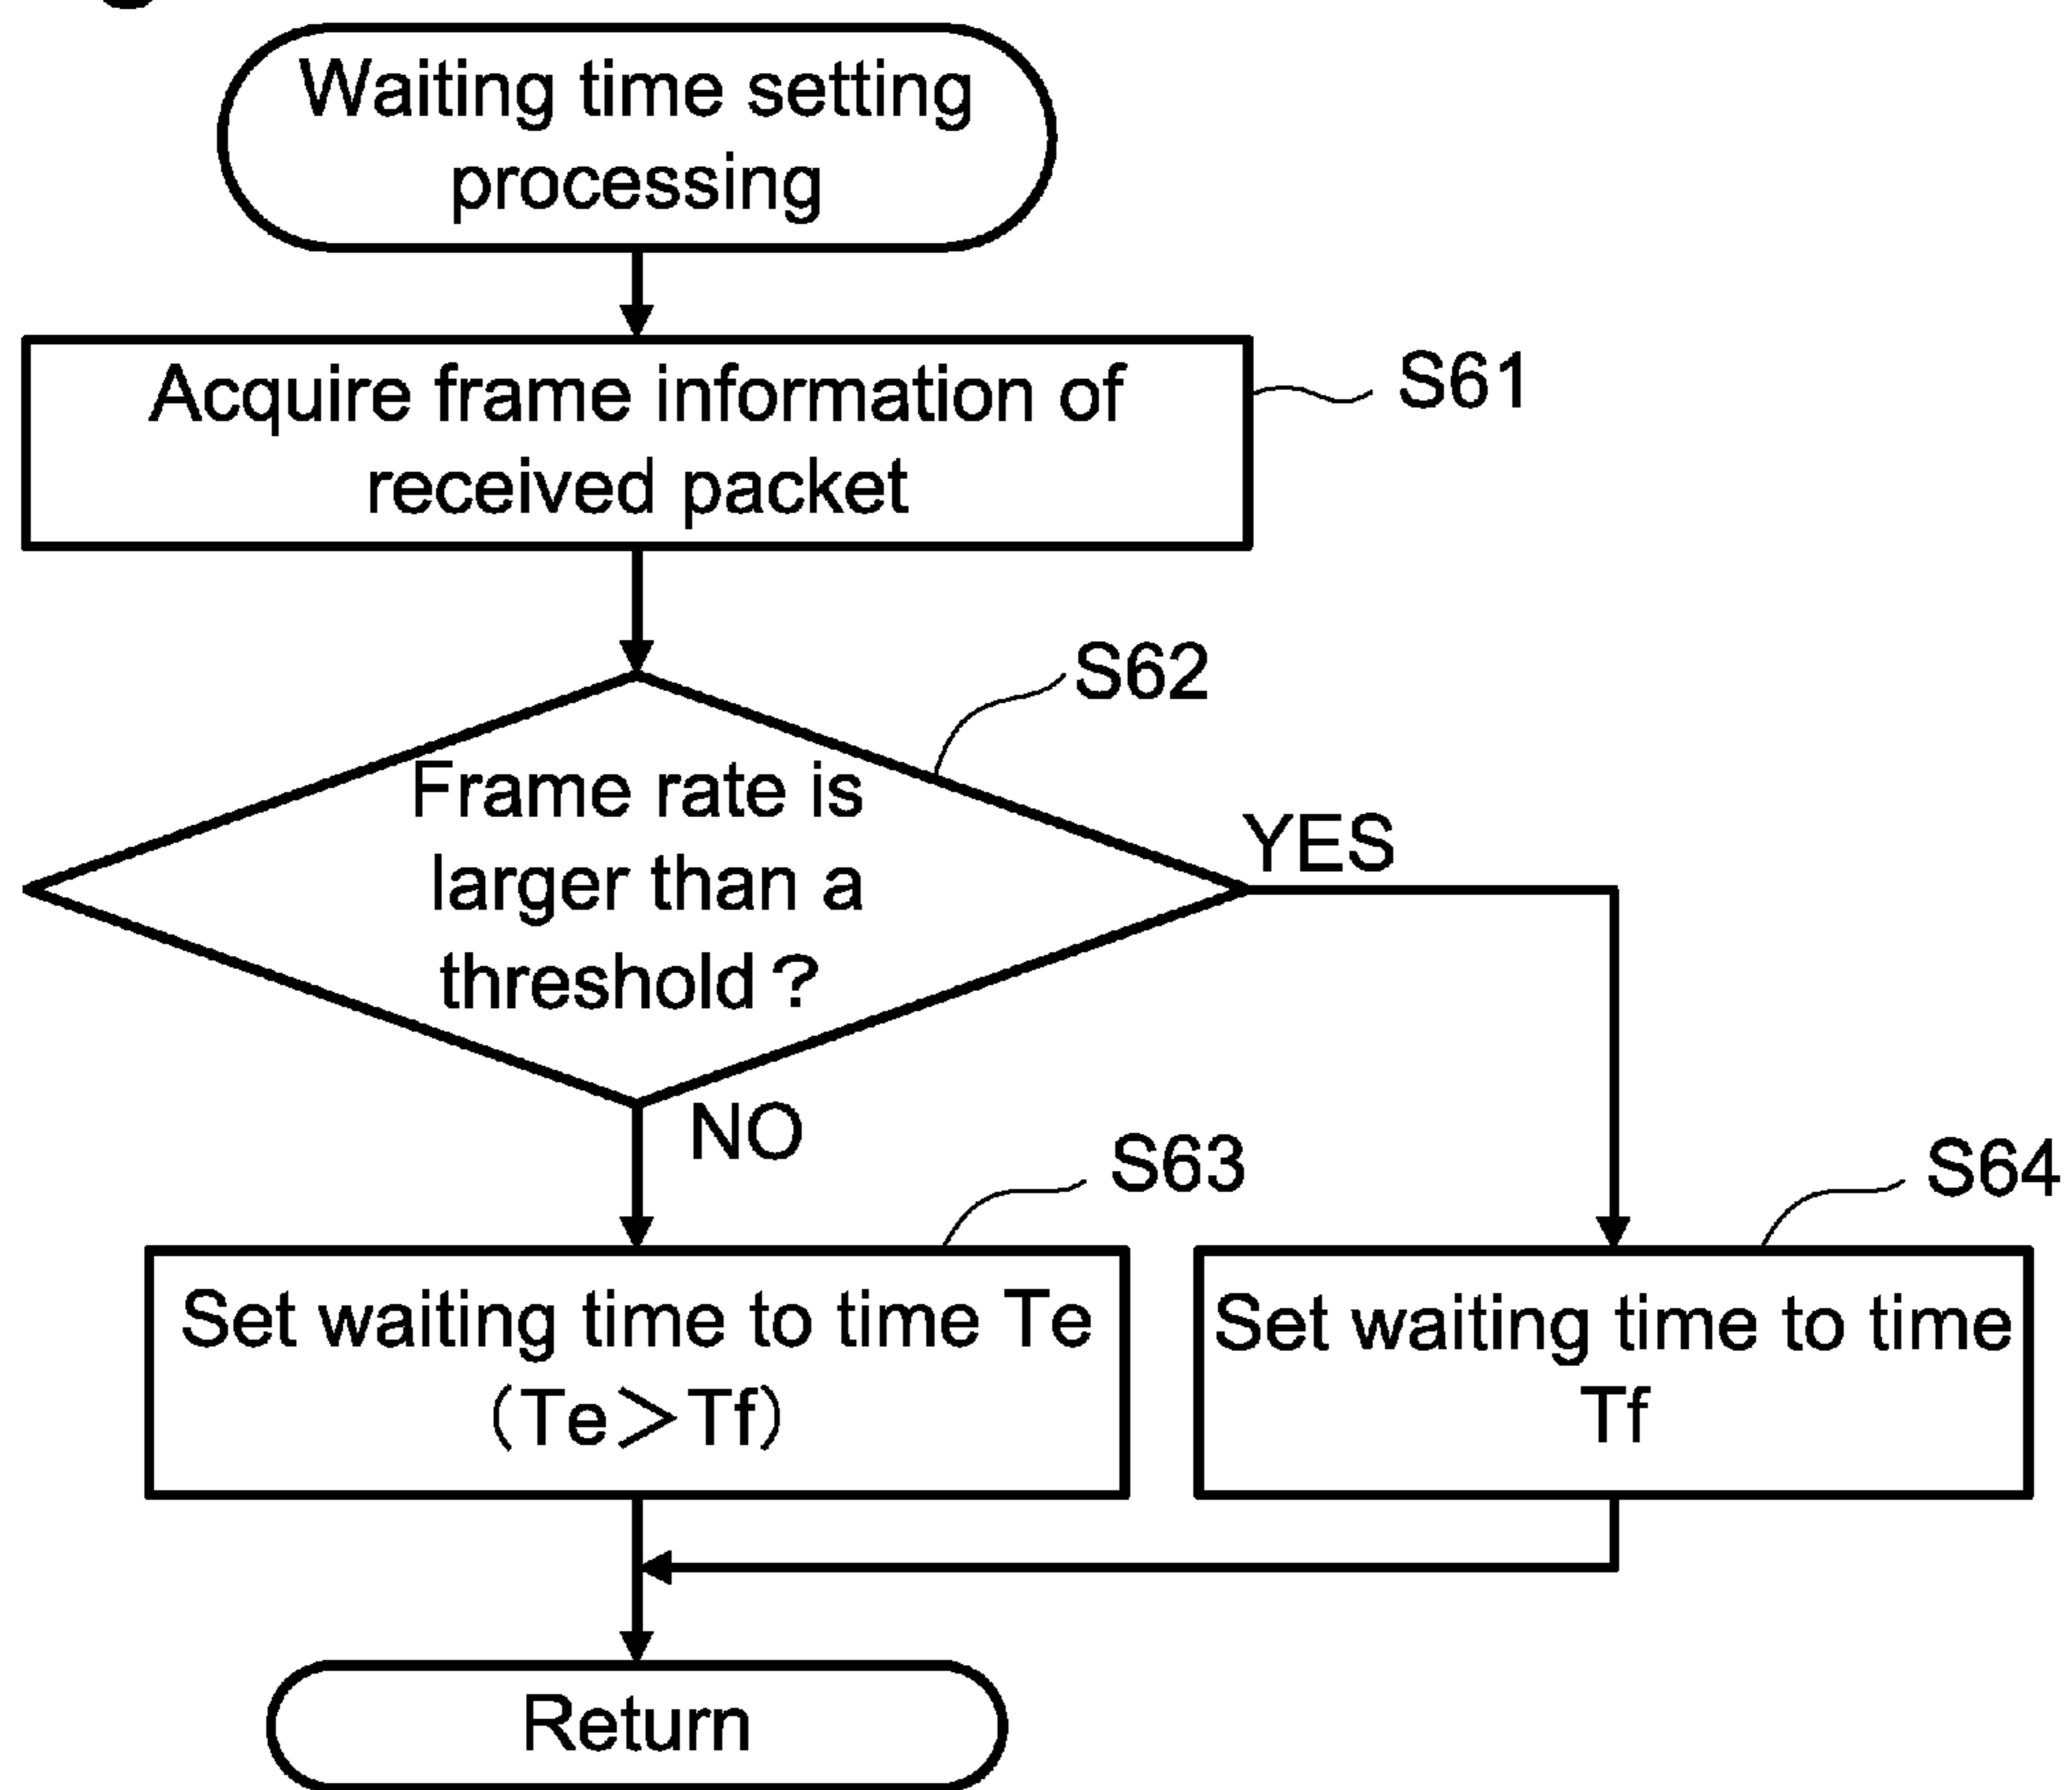 Waiting time setting
processing
Acquire frame information of
received packet
S61
S62
Frame rate is
larger than a
threshold?
YES
NO
S63
S64
Set waiting time to time Te
(Te>Tf)
Set waiting time to time
Tf
Return